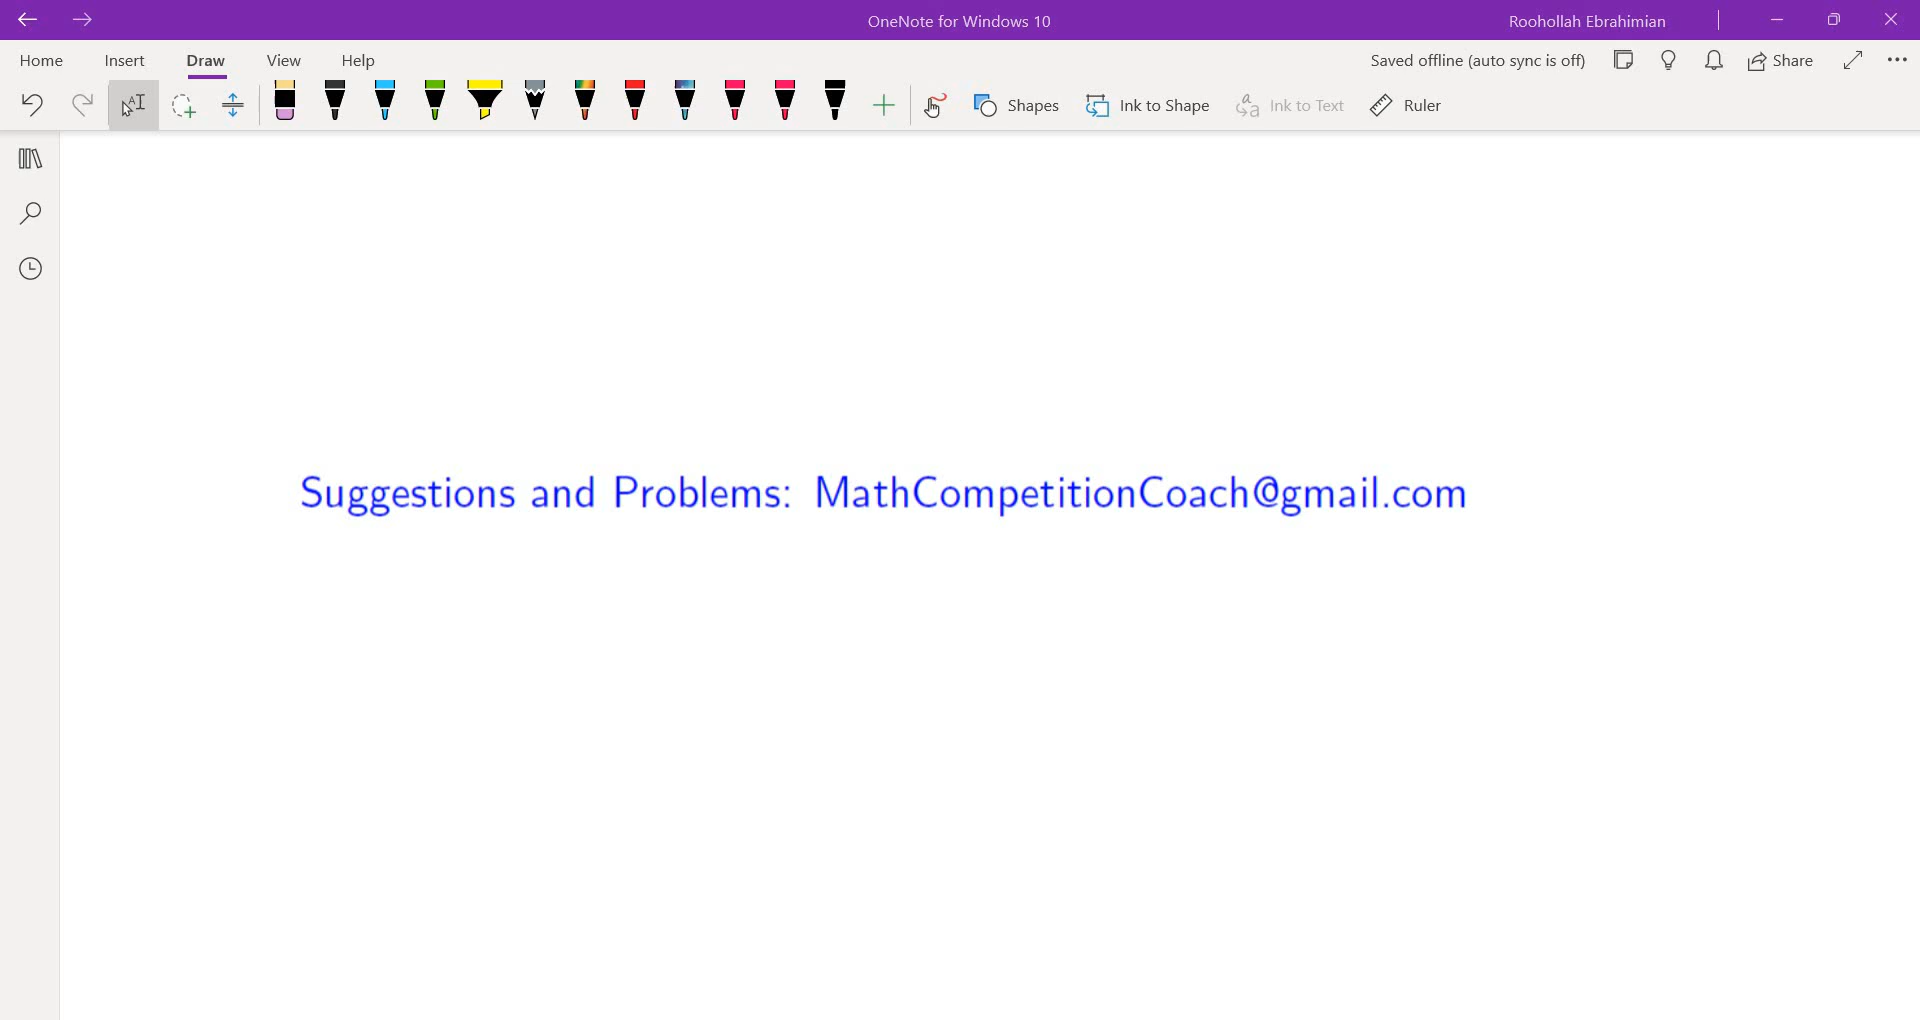 OneNote for Windows 10
Roohollah Ebrahimian
Home Insert Draw View Help
Saved offline (auto sync is off) Share
Shapes Ink to Shape Ink to Text Ruler
Suggestions and Problems: MathCompetitionCoach@gmail.com